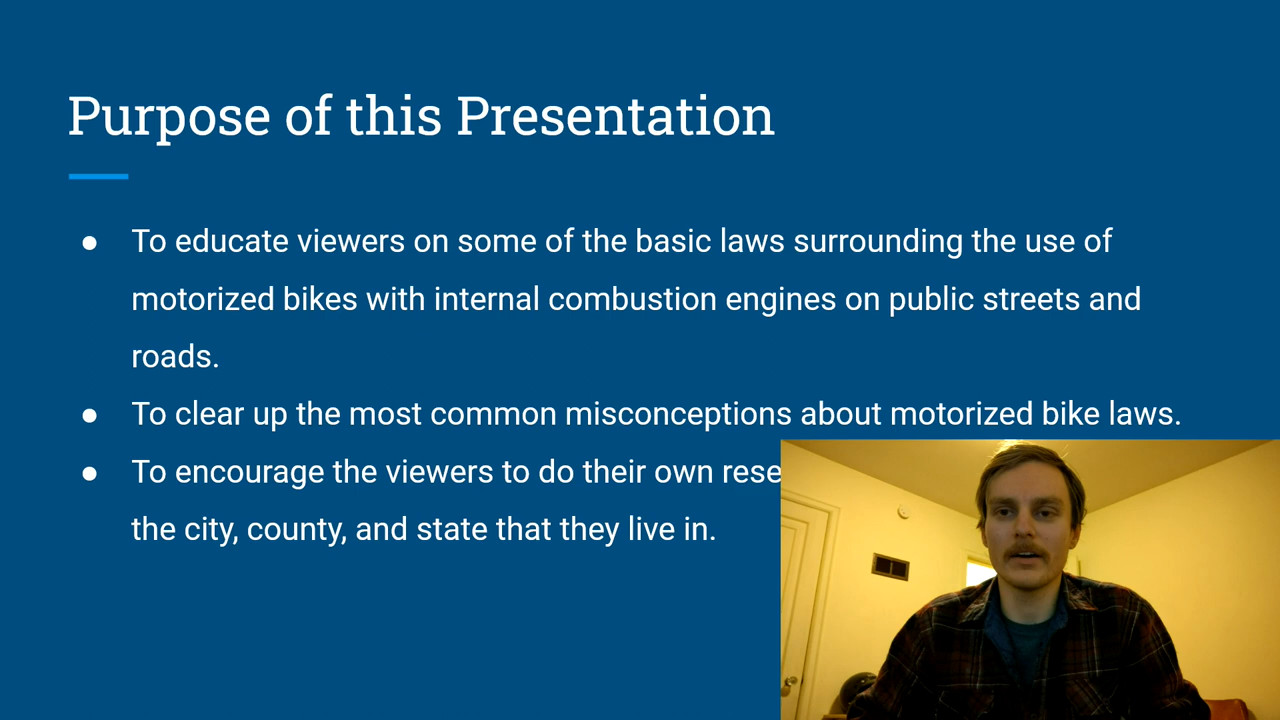 Purpose of this Presentation
● To educate viewers on some of the basic laws surrounding the use of
motorized bikes with internal combustion engines on public streets and
roads.
● To clear up the most common misconceptions about motorized bike laws.
● To encourage the viewers to do their own
the city, county, and state that they live in.